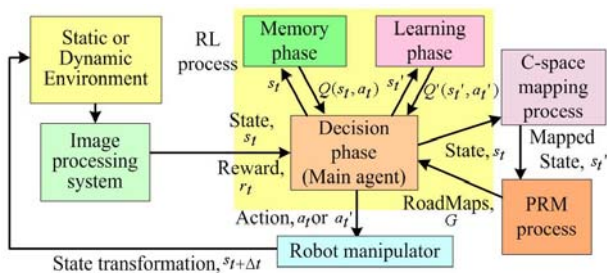 Static or
Dynamic
Environment
RL
process
Memory
phase
Learning
phase
C-space
mapping
process
s_t
Q(s_t, a_t)
s_t'
Q'(s_t', a_t')
Image
processing
system
State,
s_t
Reward,
r_t
Decision
phase
(Main agent)
State, s_t
Mapped
State, s_t'
RoadMaps,
G
PRM
process
Action, a_t or a_t'
Robot manipulator
State transformation, s_t+Δt